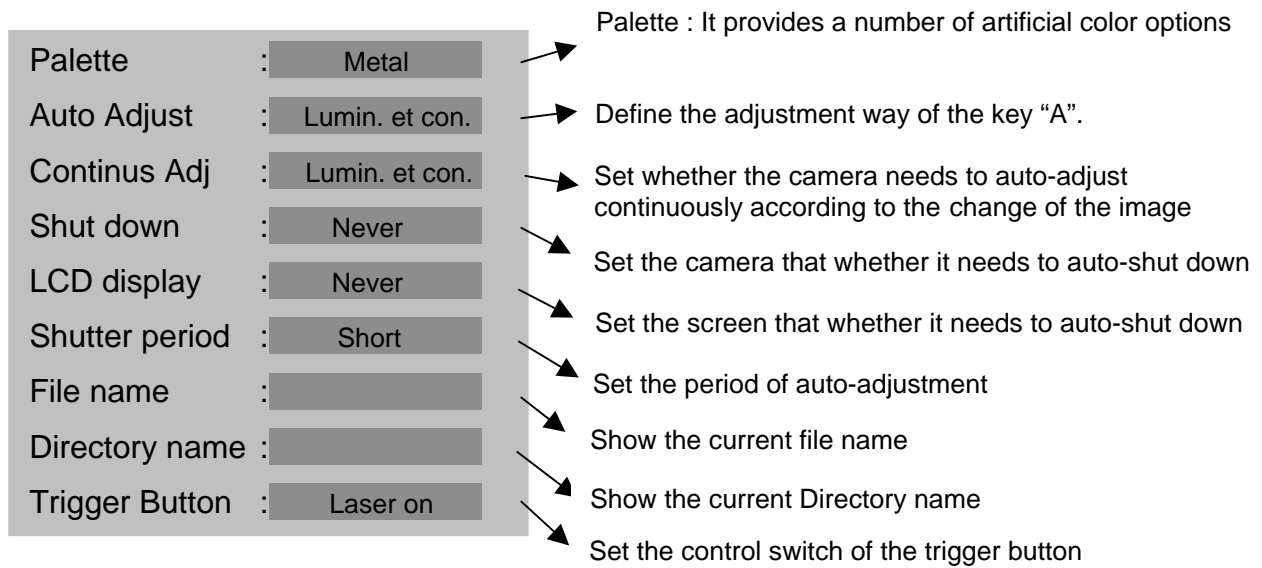 Palette : It provides a number of artificial color options
Palette : Metal
Auto Adjust : Lumin. et con.
Define the adjustment way of the key “A”.
Continus Adj : Lumin. et con.
Set whether the camera needs to auto-adjust
continuously according to the change of the image
Shut down : Never
Set the camera that whether it needs to auto-shut down
LCD display : Never
Set the screen that whether it needs to auto-shut down
Shutter period : Short
Set the period of auto-adjustment
File name :
Show the current file name
Directory name :
Show the current Directory name
Trigger Button : Laser on
Set the control switch of the trigger button